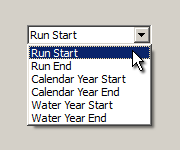 Run Start
Run Start
Run End
Calendar Year Start
Calendar Year End
Water Year Start
Water Year End